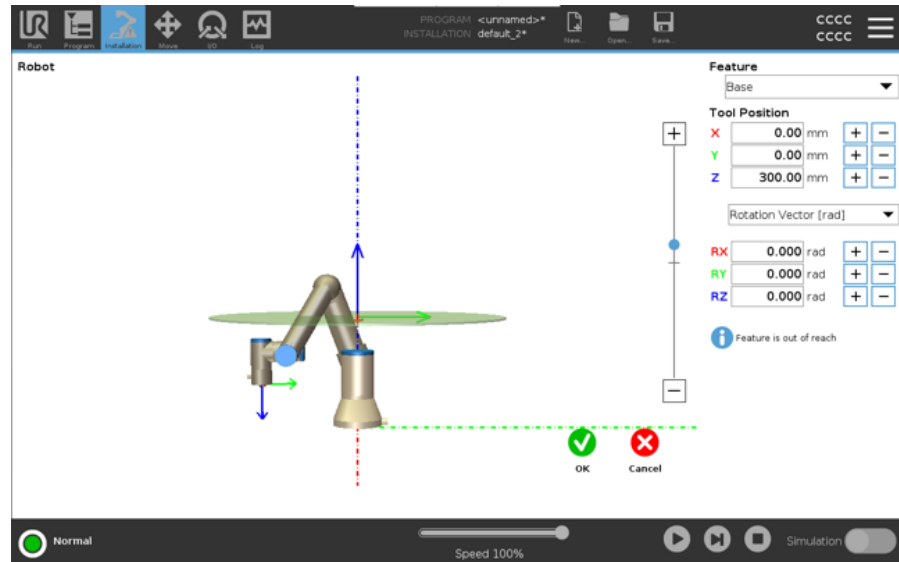 UR
PROGRAM <unnamed>*
INSTALLATION default_2*
cccc
cccc
Run Program Installation Move I/O Log New... Open... Save...
Robot
Feature
Base
Tool Position
X 0.00 mm + −
Y 0.00 mm + −
Z 300.00 mm + −
Rotation Vector [rad]
RX 0.000 rad + −
RY 0.000 rad + −
RZ 0.000 rad + −
Feature is out of reach
OK Cancel
Normal
Speed 100%
Simulation